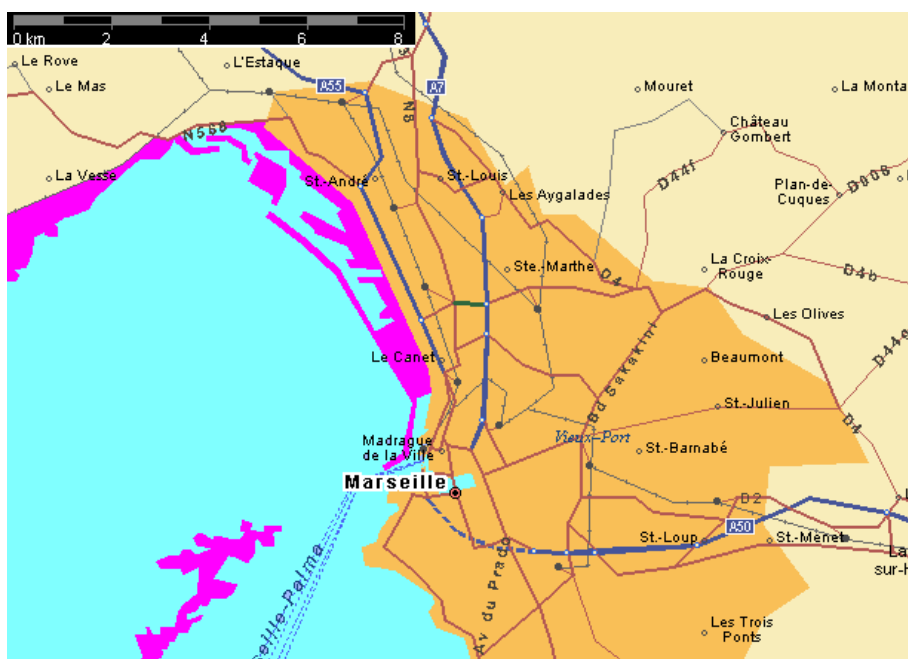 0 km 2 4 6 8
Le Rove
L'Estaque
A55
A7
Le Mas
N8
Mouret
La Monta
N568
Château
Gombert
La Vesse
St.-André
St.-Louis
Les Aygalades
D44f
Plan-de-
Cuques
D908
Ste.-Marthe
D4
La Croix-
Rouge
D4b
Les Olives
Le Canet
Bd Sakakini
Beaumont
St.-Julien
D4
Vieux-Port
Madrague
de la Ville
St.-Barnabé
Marseille
D2
A50
St.-Loup
St.-Menet
La
sur-H
Av du Prado
seille-Palma
Les Trois
Ponts